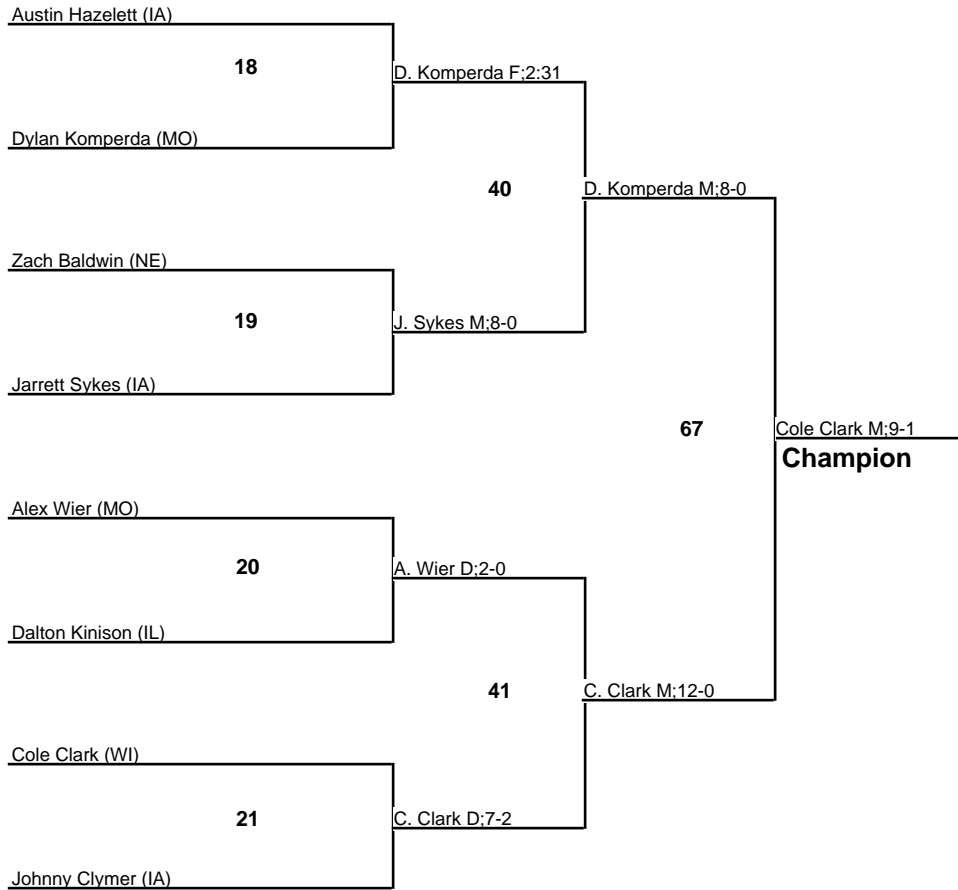 Austin Hazelett (IA)
18
D. Komperda F;2:31
Dylan Komperda (MO)
40
D. Komperda M;8-0
Zach Baldwin (NE)
19
J. Sykes M;8-0
Jarrett Sykes (IA)
67
Cole Clark M;9-1
Champion
Alex Wier (MO)
20
A. Wier D;2-0
Dalton Kinison (IL)
41
C. Clark M;12-0
Cole Clark (WI)
21
C. Clark D;7-2
Johnny Clymer (IA)